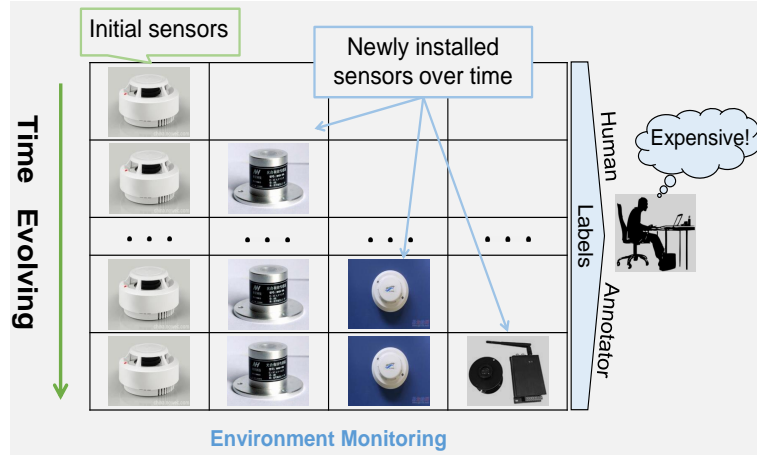 Initial sensors
Newly installed
sensors over time
Time Evolving
Human
Annotator
Labels
Expensive!
. . .
. . .
. . .
. . .
Environment Monitoring